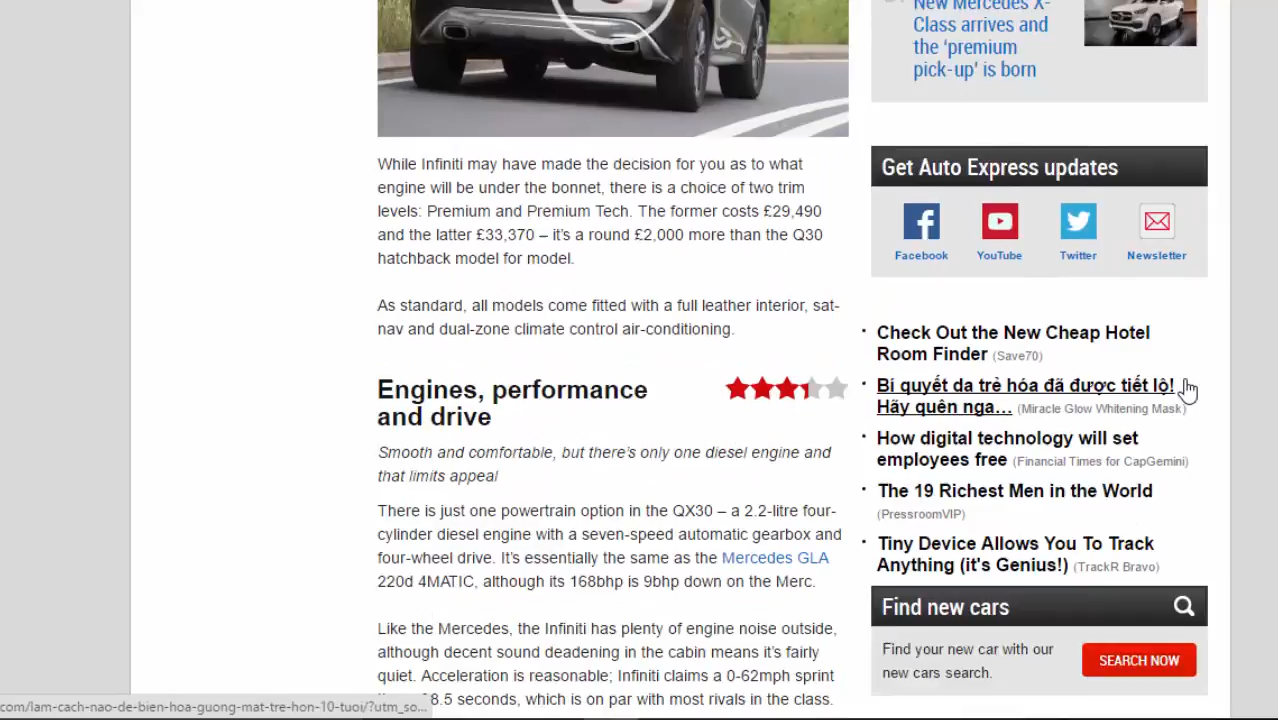 New Mercedes X-
Class arrives and
the 'premium
pick-up' is born
While Infiniti may have made the decision for you as to what
engine will be under the bonnet, there is a choice of two trim
levels: Premium and Premium Tech. The former costs £29,490
and the latter £33,370 – it's a round £2,000 more than the Q30
hatchback model for model.
As standard, all models come fitted with a full leather interior, sat-
nav and dual-zone climate control air-conditioning.
Engines, performance
and drive
Smooth and comfortable, but there's only one diesel engine and
that limits appeal
There is just one powertrain option in the QX30 – a 2.2-litre four-
cylinder diesel engine with a seven-speed automatic gearbox and
four-wheel drive. It's essentially the same as the Mercedes GLA
220d 4MATIC, although its 168bhp is 9bhp down on the Merc.
Like the Mercedes, the Infiniti has plenty of engine noise outside,
although decent sound deadening in the cabin means it's fairly
quiet. Acceleration is reasonable; Infiniti claims a 0-62mph sprint
8.5 seconds, which is on par with most rivals in the class.
Get Auto Express updates
Facebook YouTube Twitter Newsletter
Check Out the New Cheap Hotel
Room Finder (Save70)
Bí quyết da trẻ hóa đã được tiết lộ!
Hãy quên nga… (Miracle Glow Whitening Mask)
How digital technology will set
employees free (Financial Times for CapGemini)
The 19 Richest Men in the World
(PressroomVIP)
Tiny Device Allows You To Track
Anything (it's Genius!) (TrackR Bravo)
Find new cars
Find your new car with our
new cars search.
SEARCH NOW
com/lam-cach-nao-de-bien-hoa-guong-mat-tre-hon-10-tuoi/?utm_so...